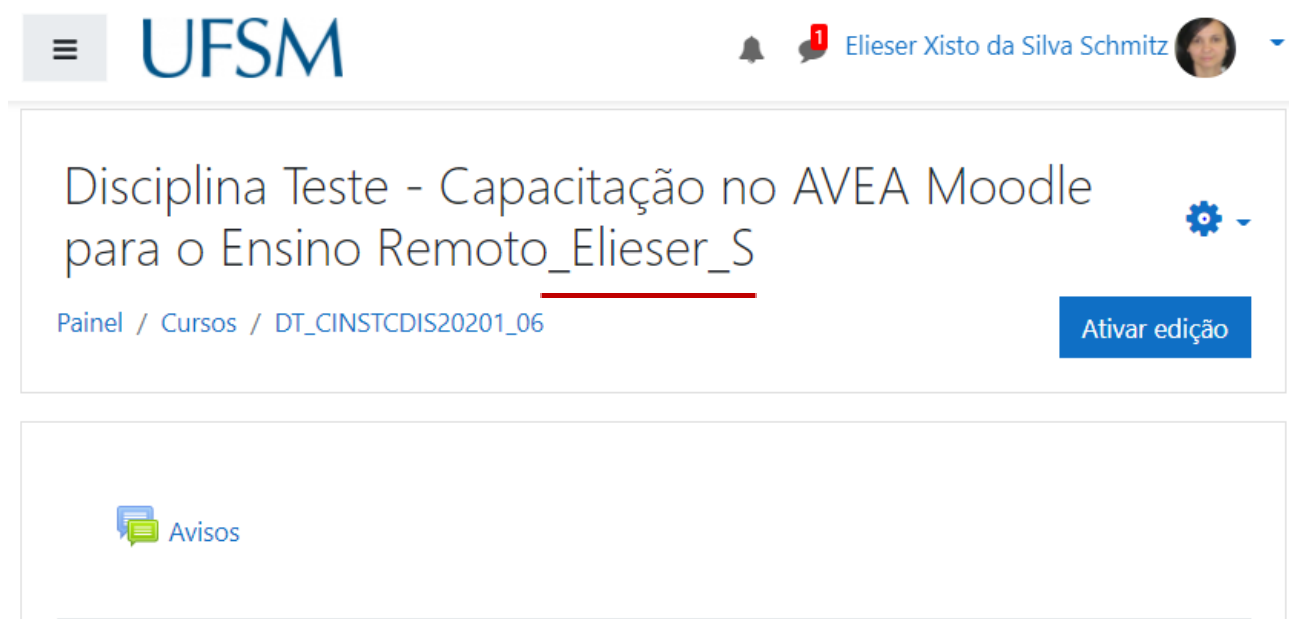 UFSM
1
Elieser Xisto da Silva Schmitz
Disciplina Teste - Capacitação no AVEA Moodle
para o Ensino Remoto_Elieser_S
Painel / Cursos / DT_CINSTCDIS20201_06
Ativar edição
Avisos